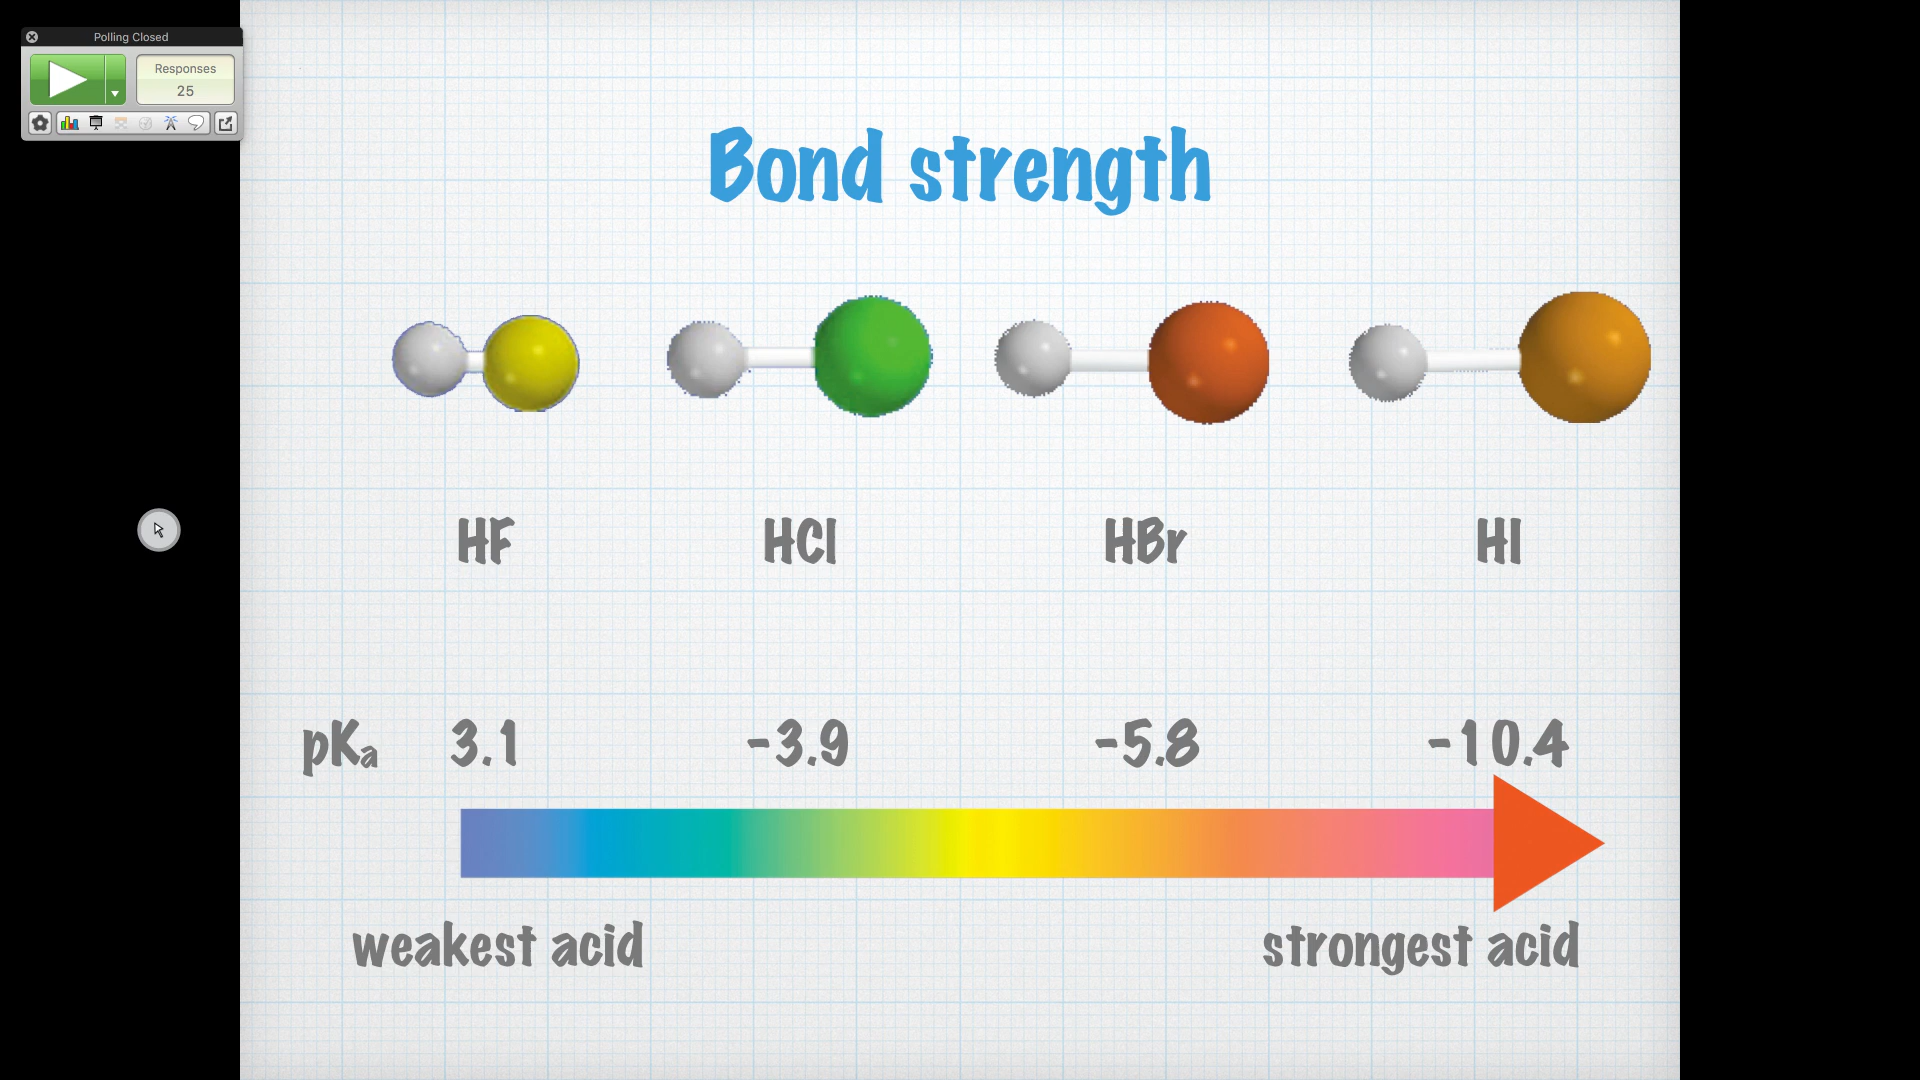 Polling Closed
Responses
25
Bond strength
HF HCl HBr HI
pKa 3.1 -3.9 -5.8 -10.4
weakest acid strongest acid